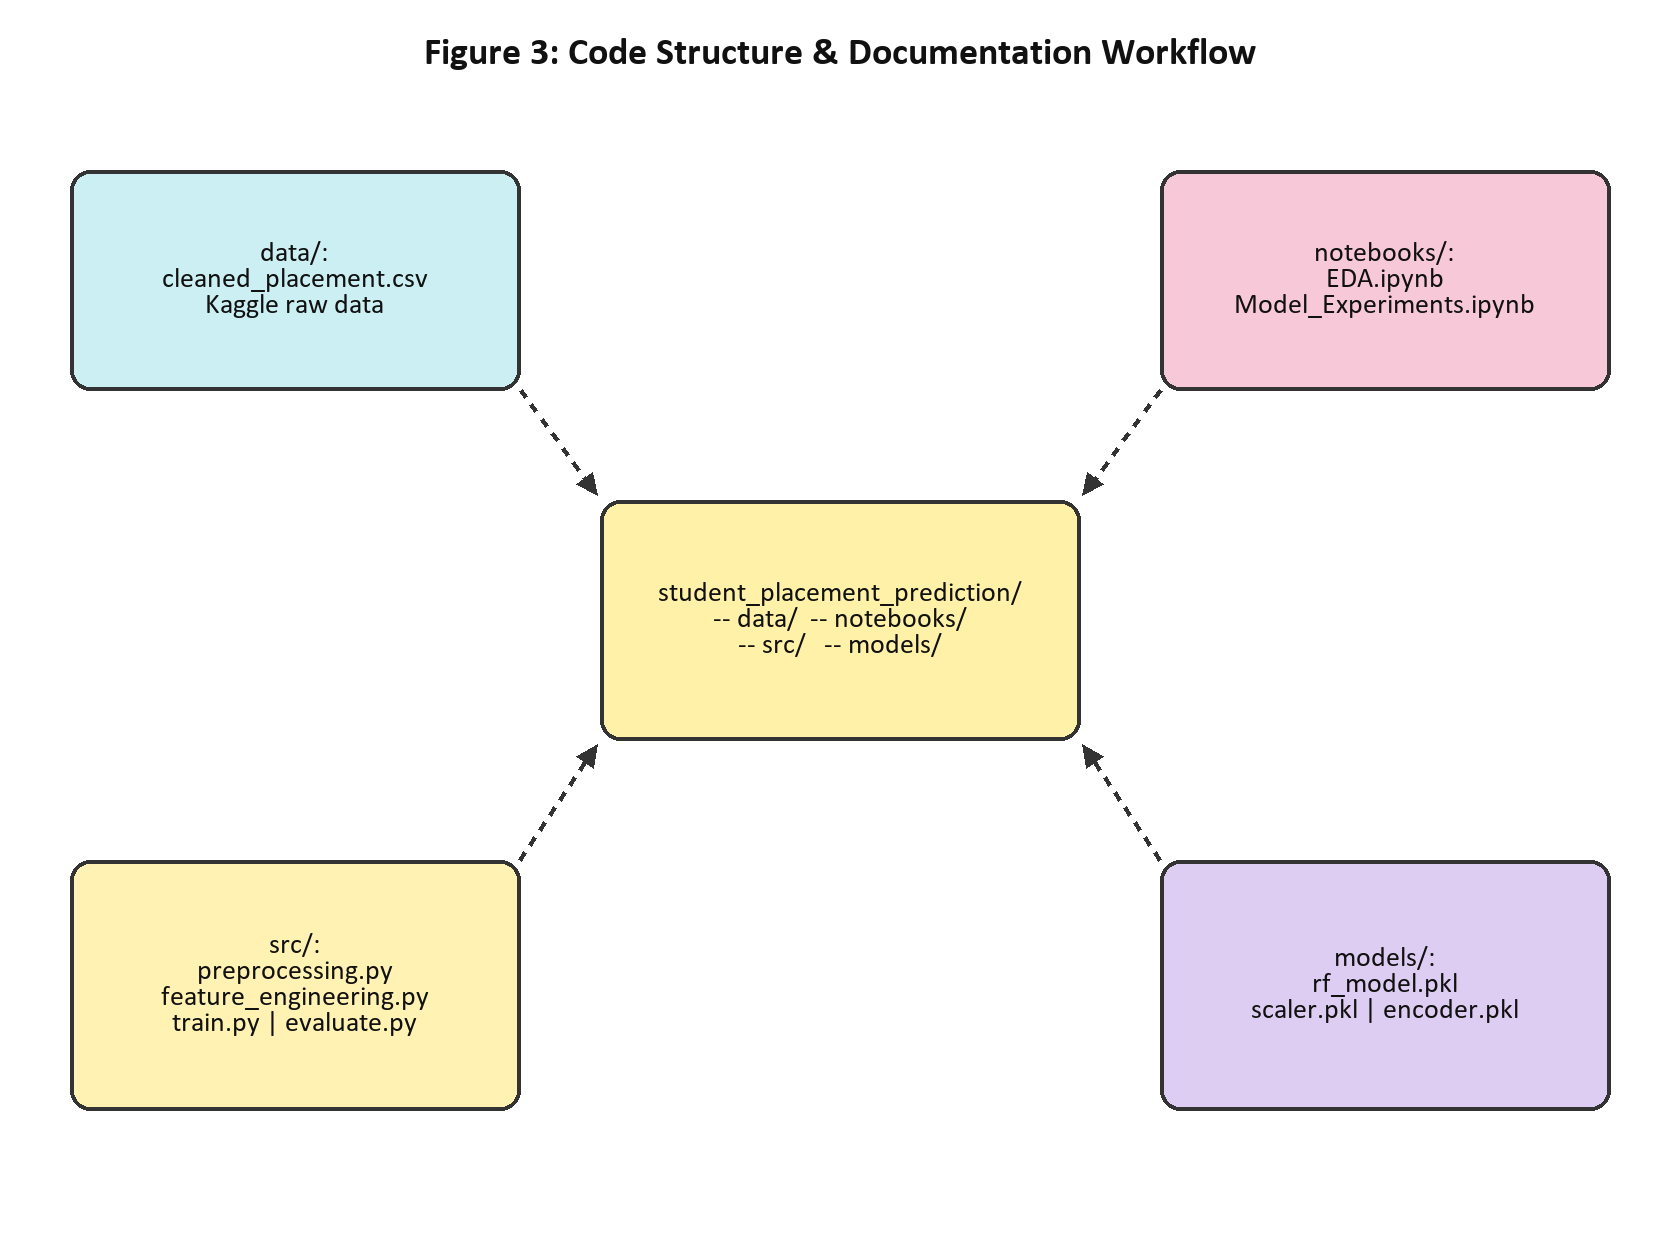 Figure 3: Code Structure & Documentation Workflow
data/:
cleaned_placement.csv
Kaggle raw data
notebooks/:
EDA.ipynb
Model_Experiments.ipynb
student_placement_prediction/
-- data/  -- notebooks/
-- src/   -- models/
src/:
preprocessing.py
feature_engineering.py
train.py | evaluate.py
models/:
rf_model.pkl
scaler.pkl | encoder.pkl